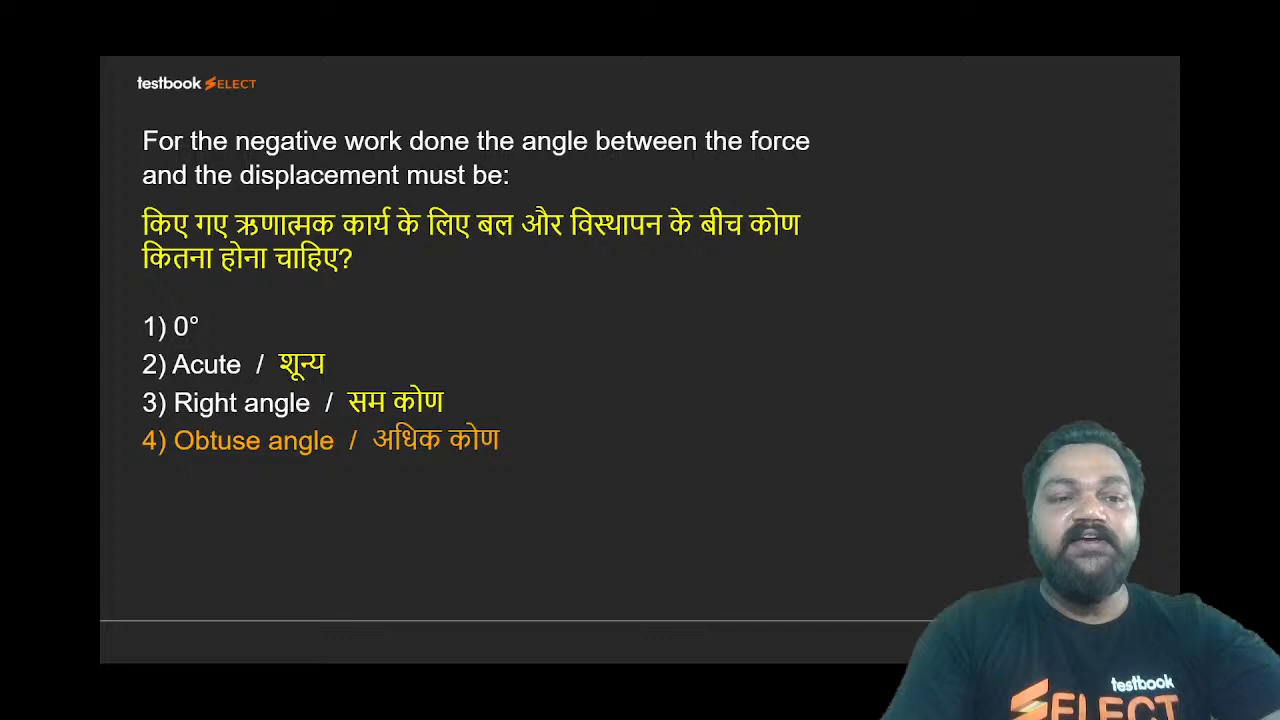 testbook SELECT
For the negative work done the angle between the force
and the displacement must be:
किए गए ऋणात्मक कार्य के लिए बल और विस्थापन के बीच कोण
कितना होना चाहिए?
1) 0°
2) Acute / शून्य
3) Right angle / सम कोण
4) Obtuse angle / अधिक कोण
testbook
SELECT